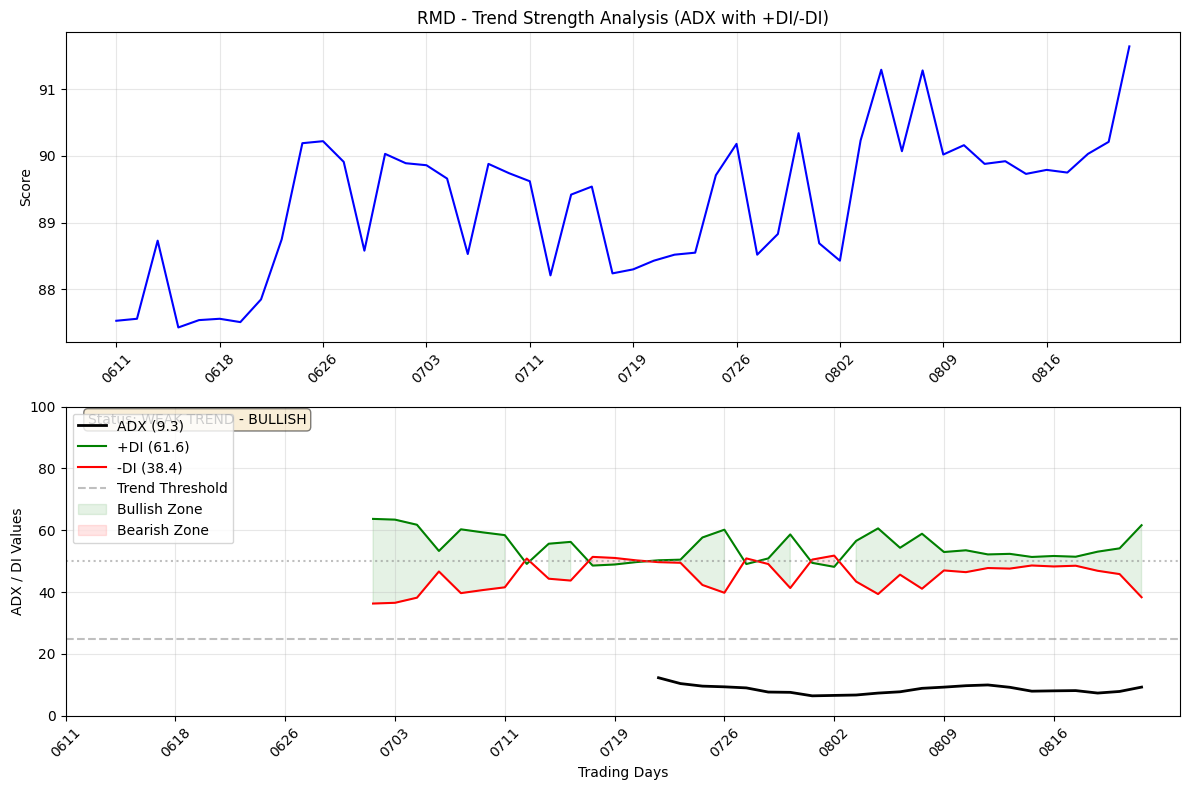 RMD - Trend Strength Analysis (ADX with +DI/-DI)
Score
91
90
89
88
0611
0618
0626
0703
0711
0719
0726
0802
0809
0816
ADX / DI Values
100
80
60
40
20
0
Status: WEAK TREND - BULLISH
ADX (9.3)
+DI (61.6)
-DI (38.4)
Trend Threshold
Bullish Zone
Bearish Zone
0611
0618
0626
0703
0711
0719
0726
0802
0809
0816
Trading Days